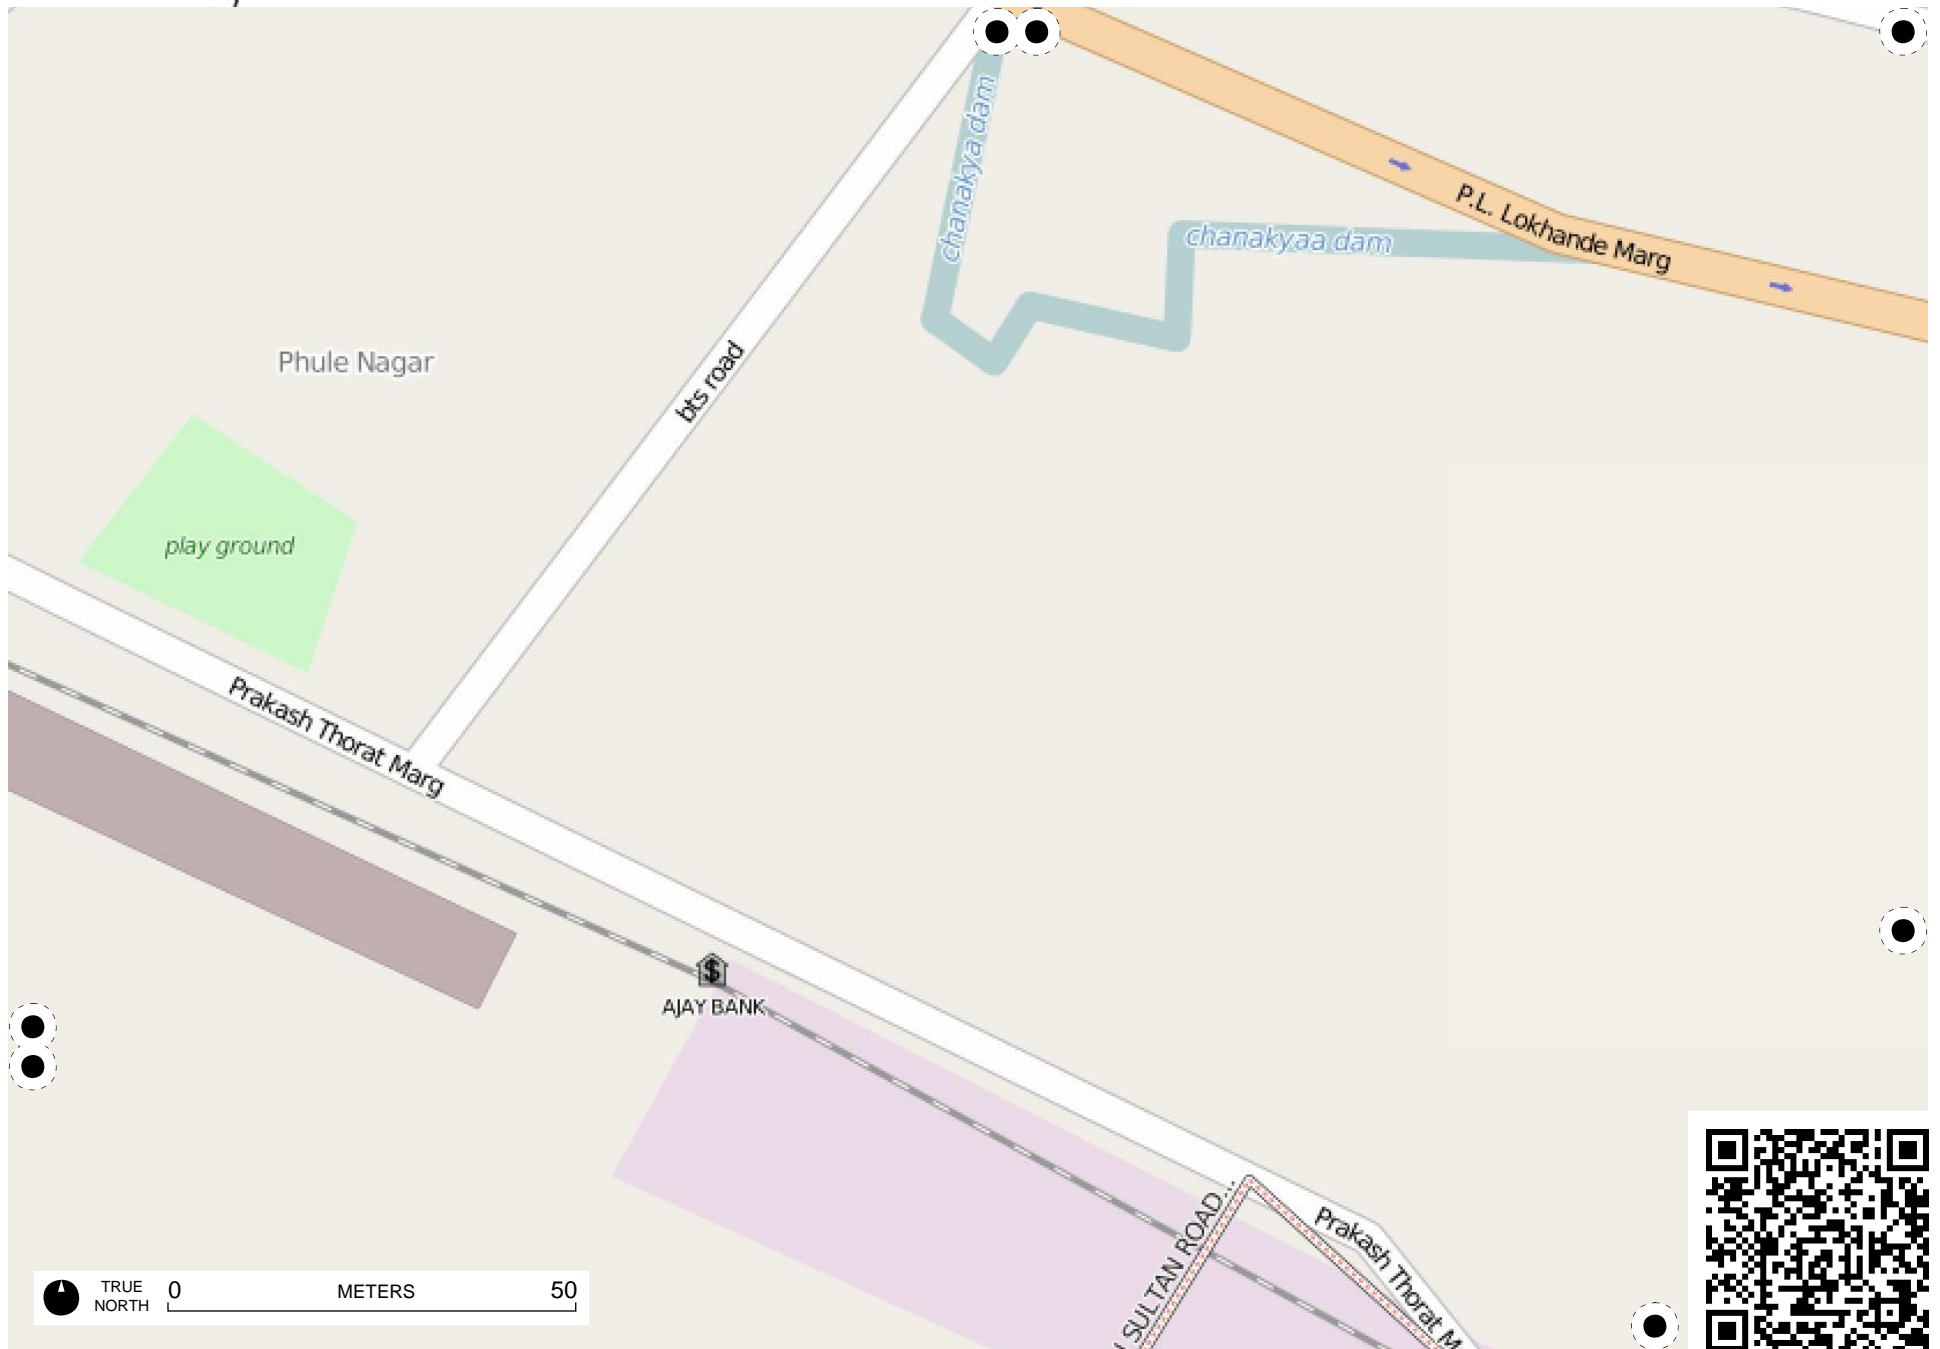 chanakya dam
P.L. Lokhande Marg
chanakyaa dam
Phule Nagar
bts road
play ground
Prakash Thorat Marg
AJAY BANK
SULTAN ROAD...
Prakash Thorat M
TRUE
NORTH
0 METERS 50